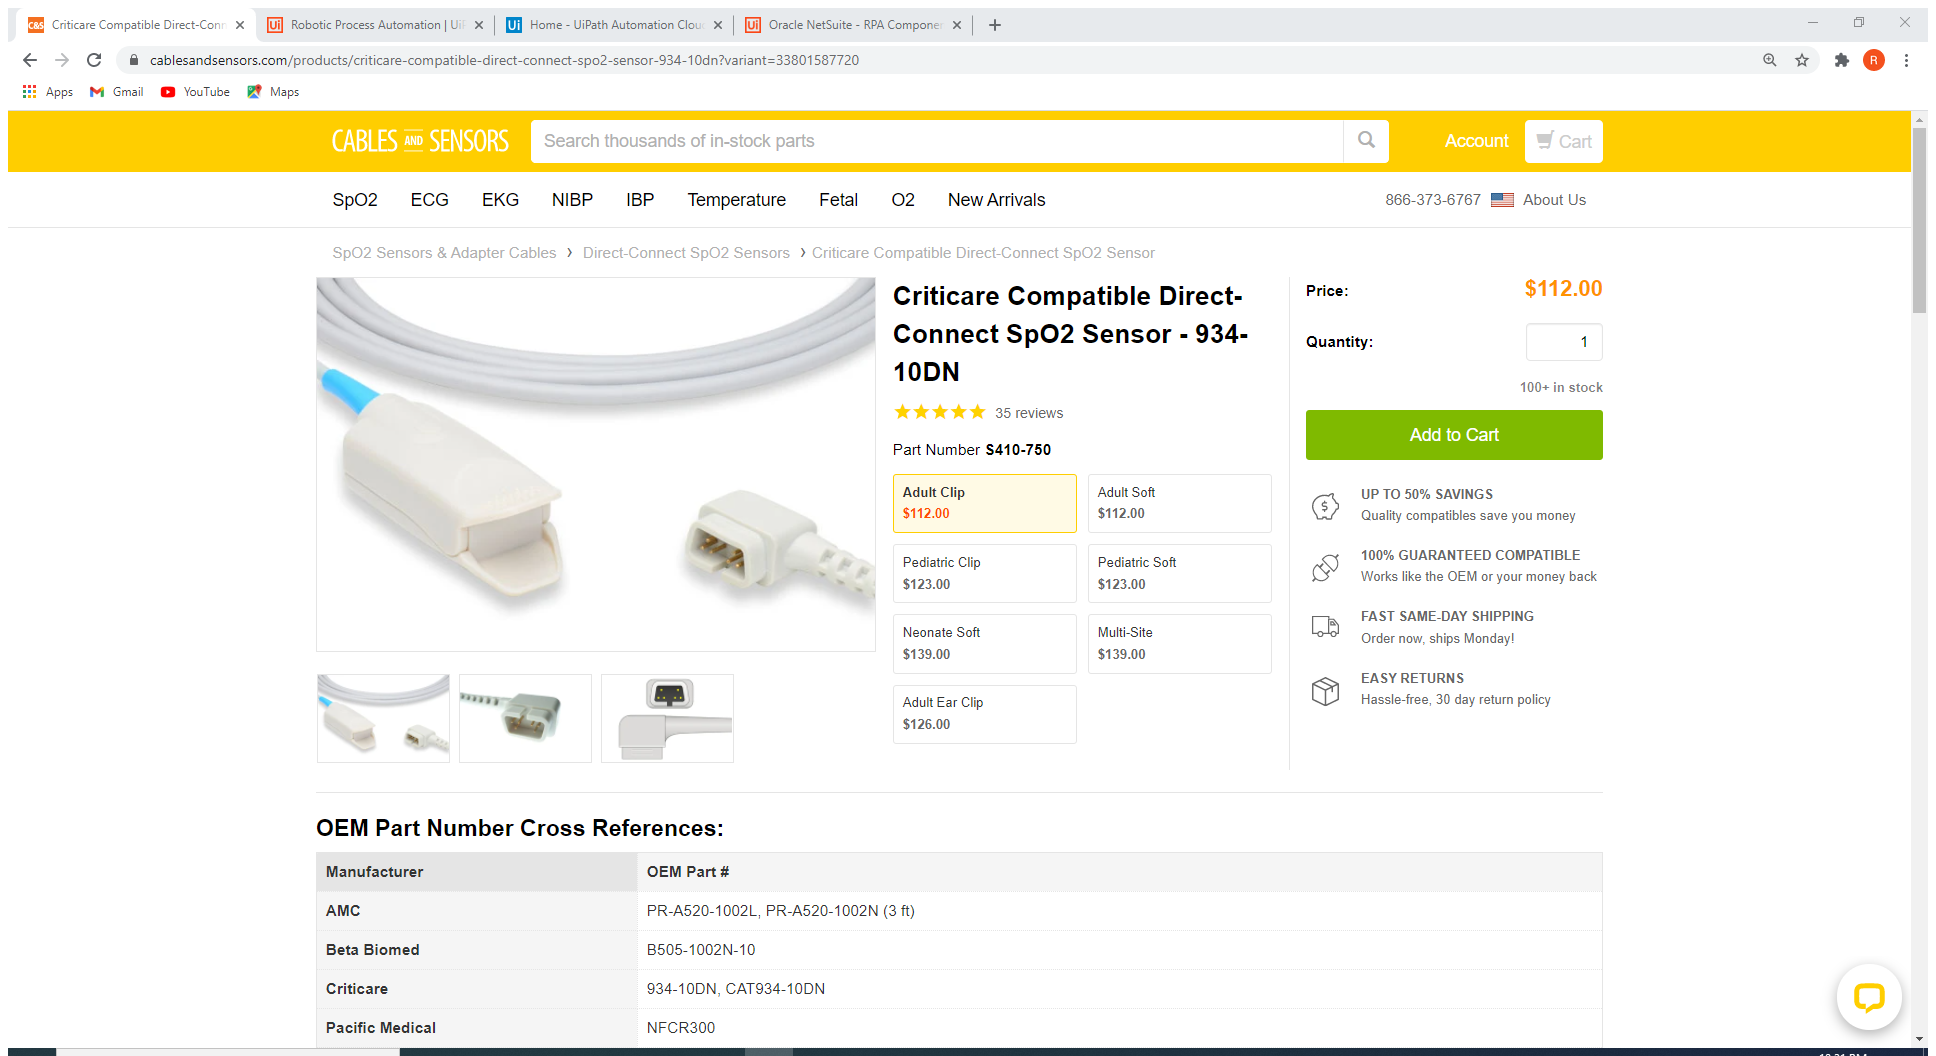 C&S Criticare Compatible Direct-Conn
Ui Robotic Process Automation | Ui
Ui Home - UiPath Automation Clou
Ui Oracle NetSuite - RPA Componen
cablesandsensors.com/products/criticare-compatible-direct-connect-spo2-sensor-934-10dn?variant=33801587720
R
Apps Gmail YouTube Maps
CABLES AND SENSORS
Search thousands of in-stock parts
Account Cart
SpO2 ECG EKG NIBP IBP Temperature Fetal O2 New Arrivals
866-373-6767 About Us
SpO2 Sensors & Adapter Cables › Direct-Connect SpO2 Sensors › Criticare Compatible Direct-Connect SpO2 Sensor
Criticare Compatible Direct-
Connect SpO2 Sensor - 934-
10DN
35 reviews
Part Number S410-750
Adult Clip
$112.00
Adult Soft
$112.00
Pediatric Clip
$123.00
Pediatric Soft
$123.00
Neonate Soft
$139.00
Multi-Site
$139.00
Adult Ear Clip
$126.00
Price: $112.00
Quantity: 1
100+ in stock
Add to Cart
UP TO 50% SAVINGS
Quality compatibles save you money
100% GUARANTEED COMPATIBLE
Works like the OEM or your money back
FAST SAME-DAY SHIPPING
Order now, ships Monday!
EASY RETURNS
Hassle-free, 30 day return policy
OEM Part Number Cross References:
Manufacturer OEM Part #
AMC PR-A520-1002L, PR-A520-1002N (3 ft)
Beta Biomed B505-1002N-10
Criticare 934-10DN, CAT934-10DN
Pacific Medical NFCR300